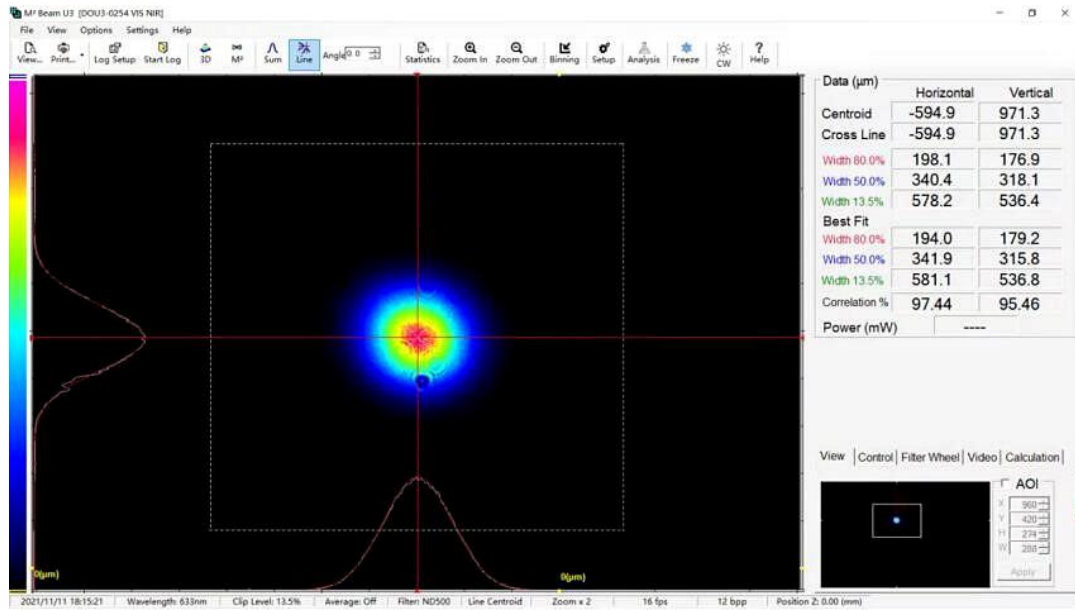 M² Beam U3 [DOU3-0254 VIS NIR]
File View Options Settings Help
View... Print... Log Setup Start Log 3D M² Sum Line Angle 0.0 Statistics Zoom In Zoom Out Binning Setup Analysis Freeze CW Help
Data (µm)
Horizontal Vertical
Centroid -594.9 971.3
Cross Line -594.9 971.3
Width 80.0% 198.1 176.9
Width 50.0% 340.4 318.1
Width 13.5% 578.2 536.4
Best Fit
Width 80.0% 194.0 179.2
Width 50.0% 341.9 315.8
Width 13.5% 581.1 536.8
Correlation % 97.44 95.46
Power (mW) ----
View Control Filter Wheel Video Calculation
AOI
X 960
Y 420
H 274
W 288
Apply
0(µm) 0(µm)
2021/11/11 18:15:21 Wavelength: 633nm Clip Level: 13.5% Average: Off Filter: ND500 Line Centroid Zoom x 2 16 fps 12 bpp Position Z: 0.00 (mm)